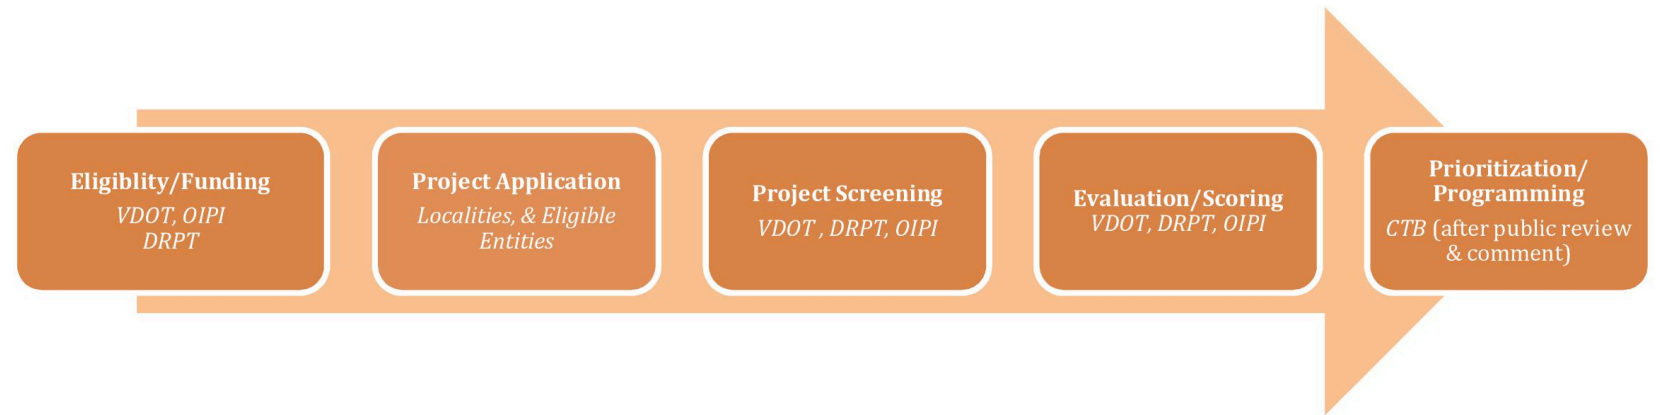 Eligiblity/Funding
VDOT, OIPI
DRPT
Project Application
Localities, & Eligible
Entities
Project Screening
VDOT , DRPT, OIPI
Evaluation/Scoring
VDOT, DRPT, OIPI
Prioritization/
Programming
CTB (after public review
& comment)